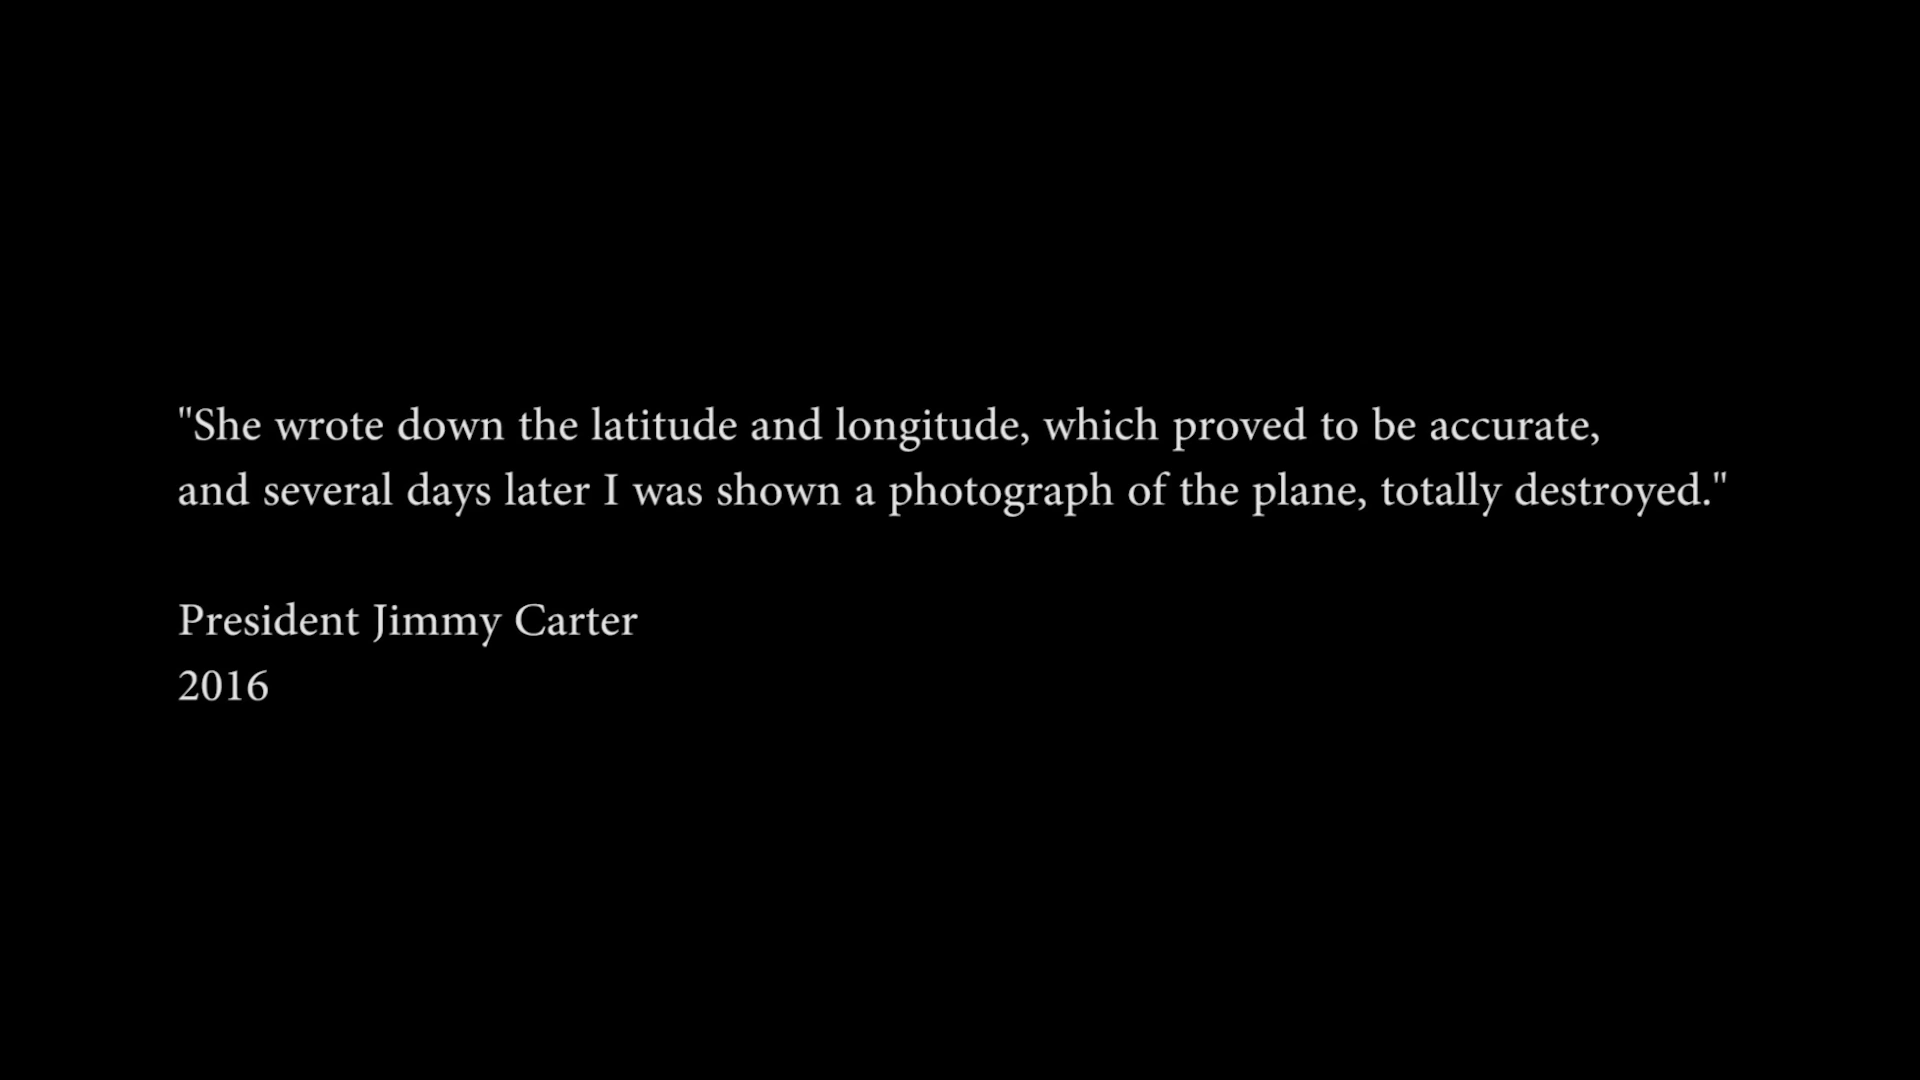 "She wrote down the latitude and longitude, which proved to be accurate,
and several days later I was shown a photograph of the plane, totally destroyed."
President Jimmy Carter
2016